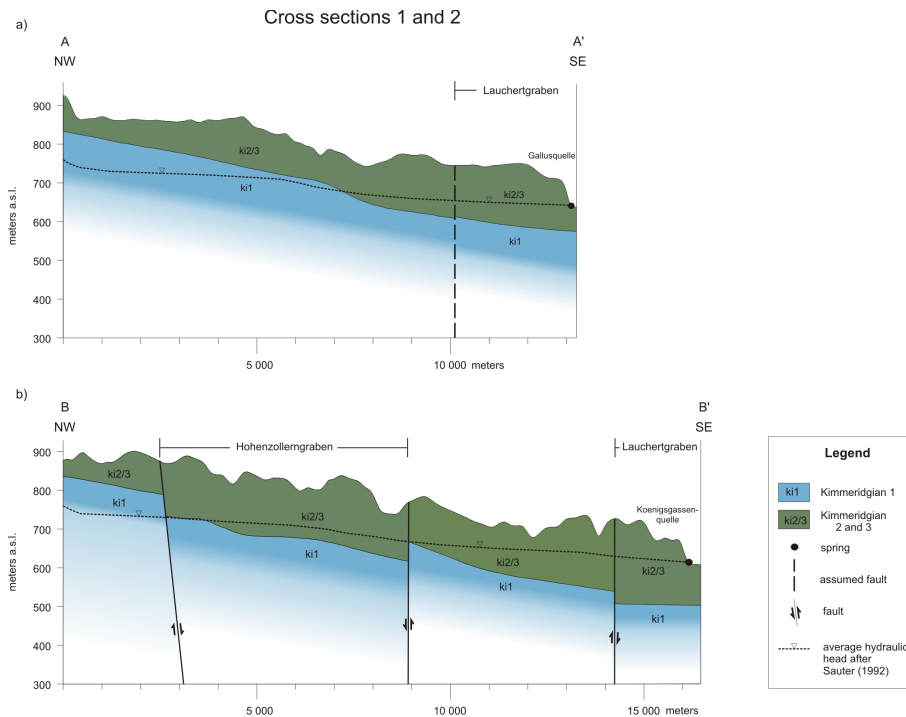 Cross sections 1 and 2
a)
A
NW
A'
SE
Lauchertgraben
Gallusquelle
ki2/3
ki1
ki2/3
ki1
meters a.s.l.
900
800
700
600
500
400
300
5 000
10 000 meters
b)
B
NW
B'
SE
Hohenzollerngraben
Lauchertgraben
Koenigsgassen-
quelle
ki2/3
ki1
ki2/3
ki1
ki2/3
ki1
ki2/3
ki1
meters a.s.l.
900
800
700
600
500
400
300
5 000
10 000
15 000 meters
Legend
ki1 Kimmeridgian 1
ki2/3 Kimmeridgian
2 and 3
spring
assumed fault
fault
average hydraulic
head after
Sauter (1992)